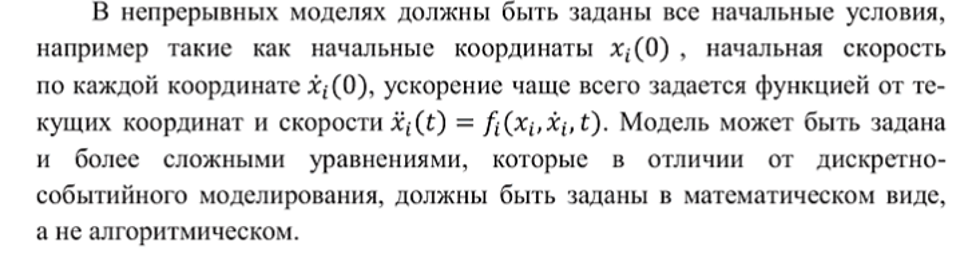 В непрерывных моделях должны быть заданы все начальные условия,
например такие как начальные координаты xᵢ(0) , начальная скорость
по каждой координате ẋᵢ(0), ускорение чаще всего задается функцией от те-
кущих координат и скорости ẍᵢ(t) = fᵢ(xᵢ, ẋᵢ, t). Модель может быть задана
и более сложными уравнениями, которые в отличии от дискретно-
событийного моделирования, должны быть заданы в математическом виде,
а не алгоритмическом.